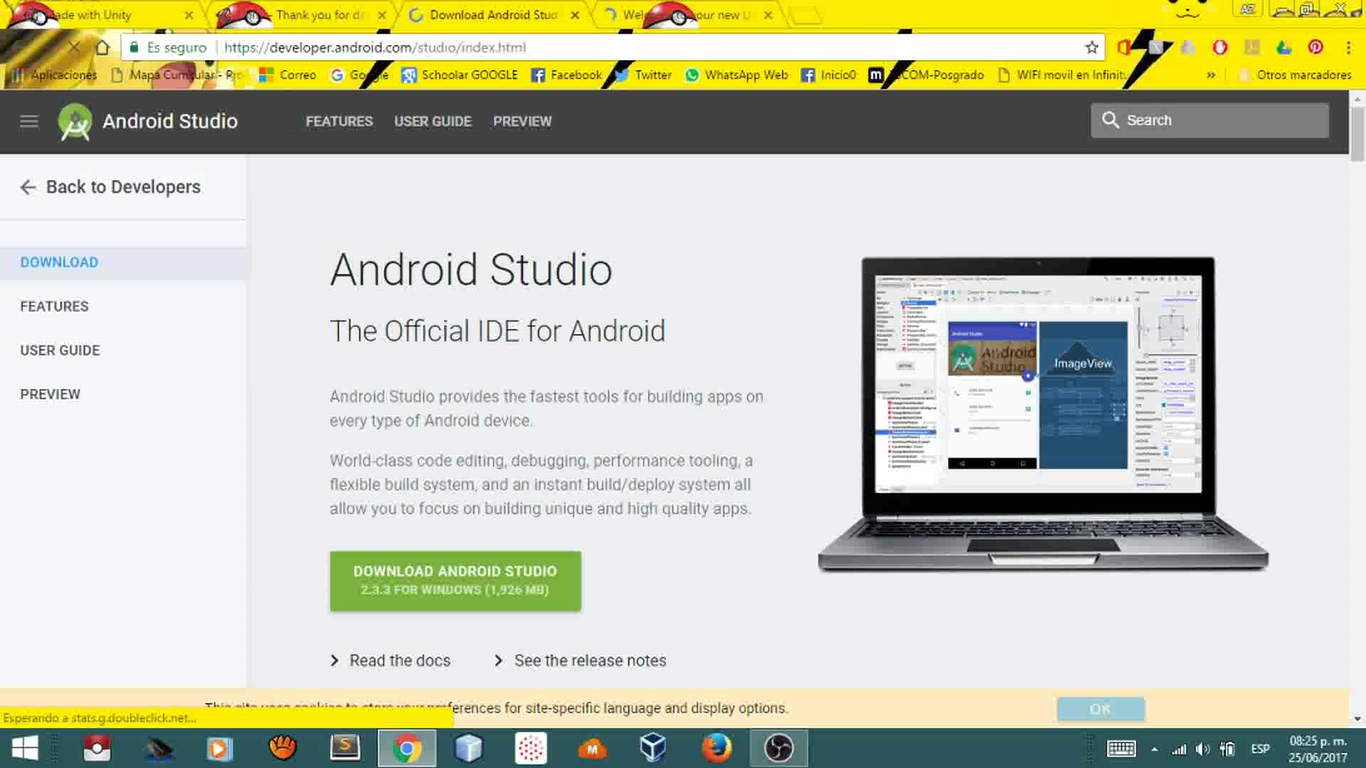 Made with Unity
Thank you for d
Download Android Stud
Welcome to your new U
Es seguro
https://developer.android.com/studio/index.html
Aplicaciones
Mapa Curricular - Pro
Correo
Google
Schoolar GOOGLE
Facebook
Twitter
WhatsApp Web
Inicio0
ESCOM-Posgrado
WIFI movil en Infinit
Otros marcadores
Android Studio
FEATURES
USER GUIDE
PREVIEW
Search
Back to Developers
DOWNLOAD
FEATURES
USER GUIDE
PREVIEW
Android Studio
The Official IDE for Android
Android Studio provides the fastest tools for building apps on
every type of Android device.
World-class code editing, debugging, performance tooling, a
flexible build system, and an instant build/deploy system all
allow you to focus on building unique and high quality apps.
Android
Studio
ImageView
DOWNLOAD ANDROID STUDIO
2.3.3 FOR WINDOWS (1,926 MB)
Read the docs
See the release notes
This site uses cookies to store your preferences for site-specific language and display options.
OK
Esperando a stats.g.doubleclick.net...
ESP
08:25 p. m.
25/06/2017